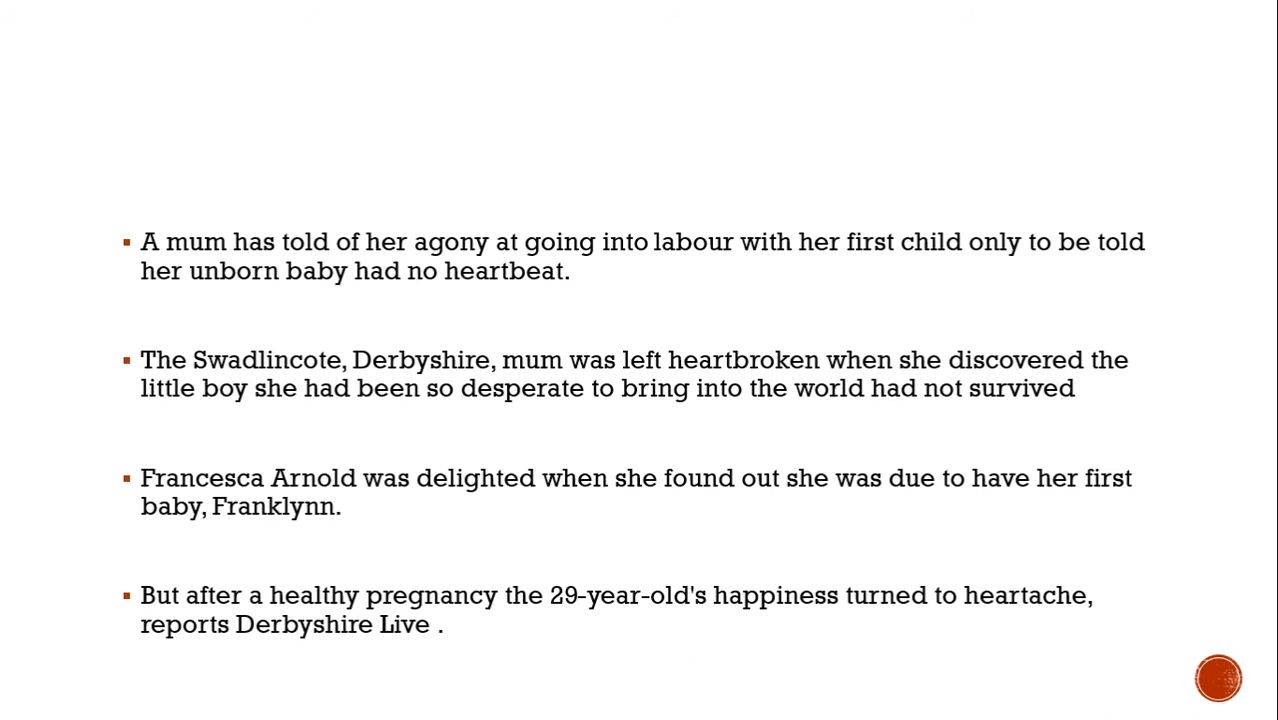 A mum has told of her agony at going into labour with her first child only to be told
her unborn baby had no heartbeat.
The Swadlincote, Derbyshire, mum was left heartbroken when she discovered the
little boy she had been so desperate to bring into the world had not survived
Francesca Arnold was delighted when she found out she was due to have her first
baby, Franklynn.
But after a healthy pregnancy the 29-year-old's happiness turned to heartache,
reports Derbyshire Live .